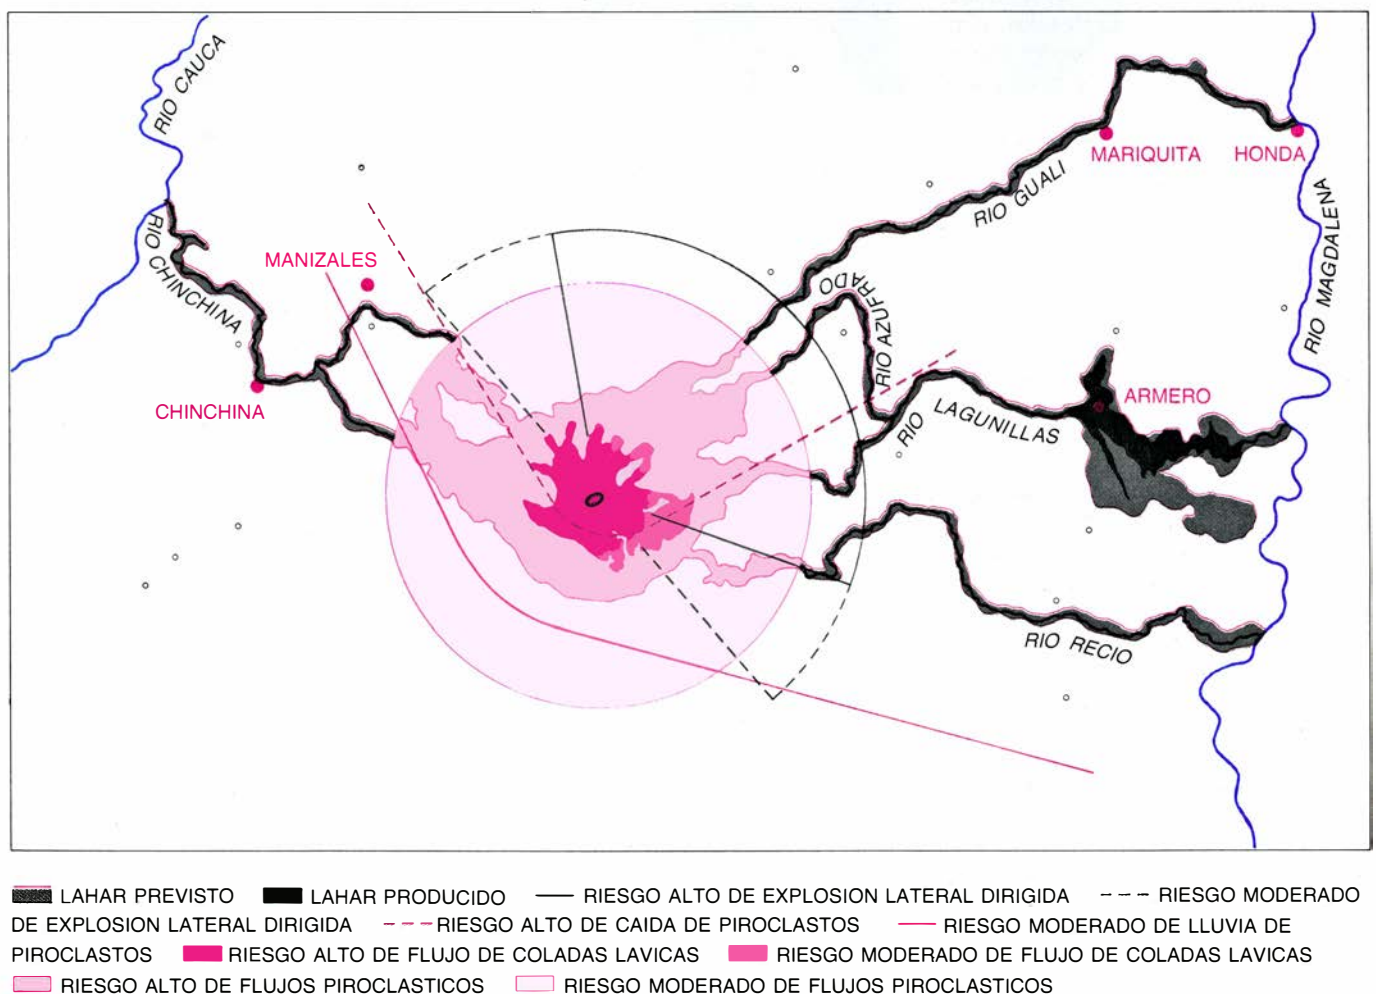 RIO CAUCA
RIO CHINCHINA
MANIZALES
CHINCHINA
MARIQUITA
HONDA
RIO GUALI
RIO MAGDALENA
RIO AZUFRADO
RIO LAGUNILLAS
ARMERO
RIO RECIO
LAHAR PREVISTO LAHAR PRODUCIDO RIESGO ALTO DE EXPLOSION LATERAL DIRIGIDA RIESGO MODERADO
DE EXPLOSION LATERAL DIRIGIDA RIESGO ALTO DE CAIDA DE PIROCLASTOS RIESGO MODERADO DE LLUVIA DE
PIROCLASTOS RIESGO ALTO DE FLUJO DE COLADAS LAVICAS RIESGO MODERADO DE FLUJO DE COLADAS LAVICAS
RIESGO ALTO DE FLUJOS PIROCLASTICOS RIESGO MODERADO DE FLUJOS PIROCLASTICOS